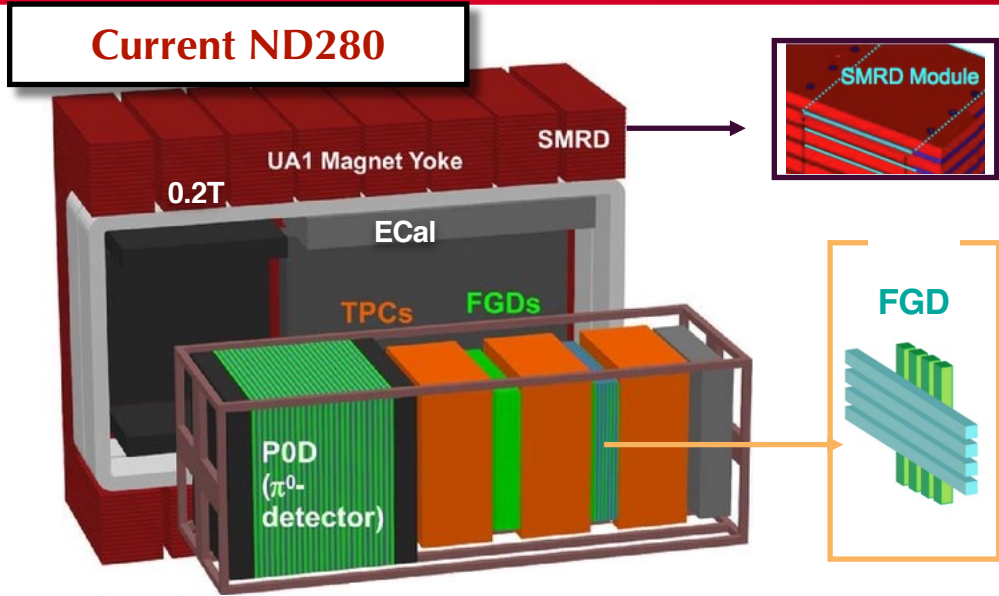 Current ND280
SMRD Module
SMRD
UA1 Magnet Yoke
0.2T
ECal
TPCs
FGDs
FGD
P0D
(π⁰-
detector)